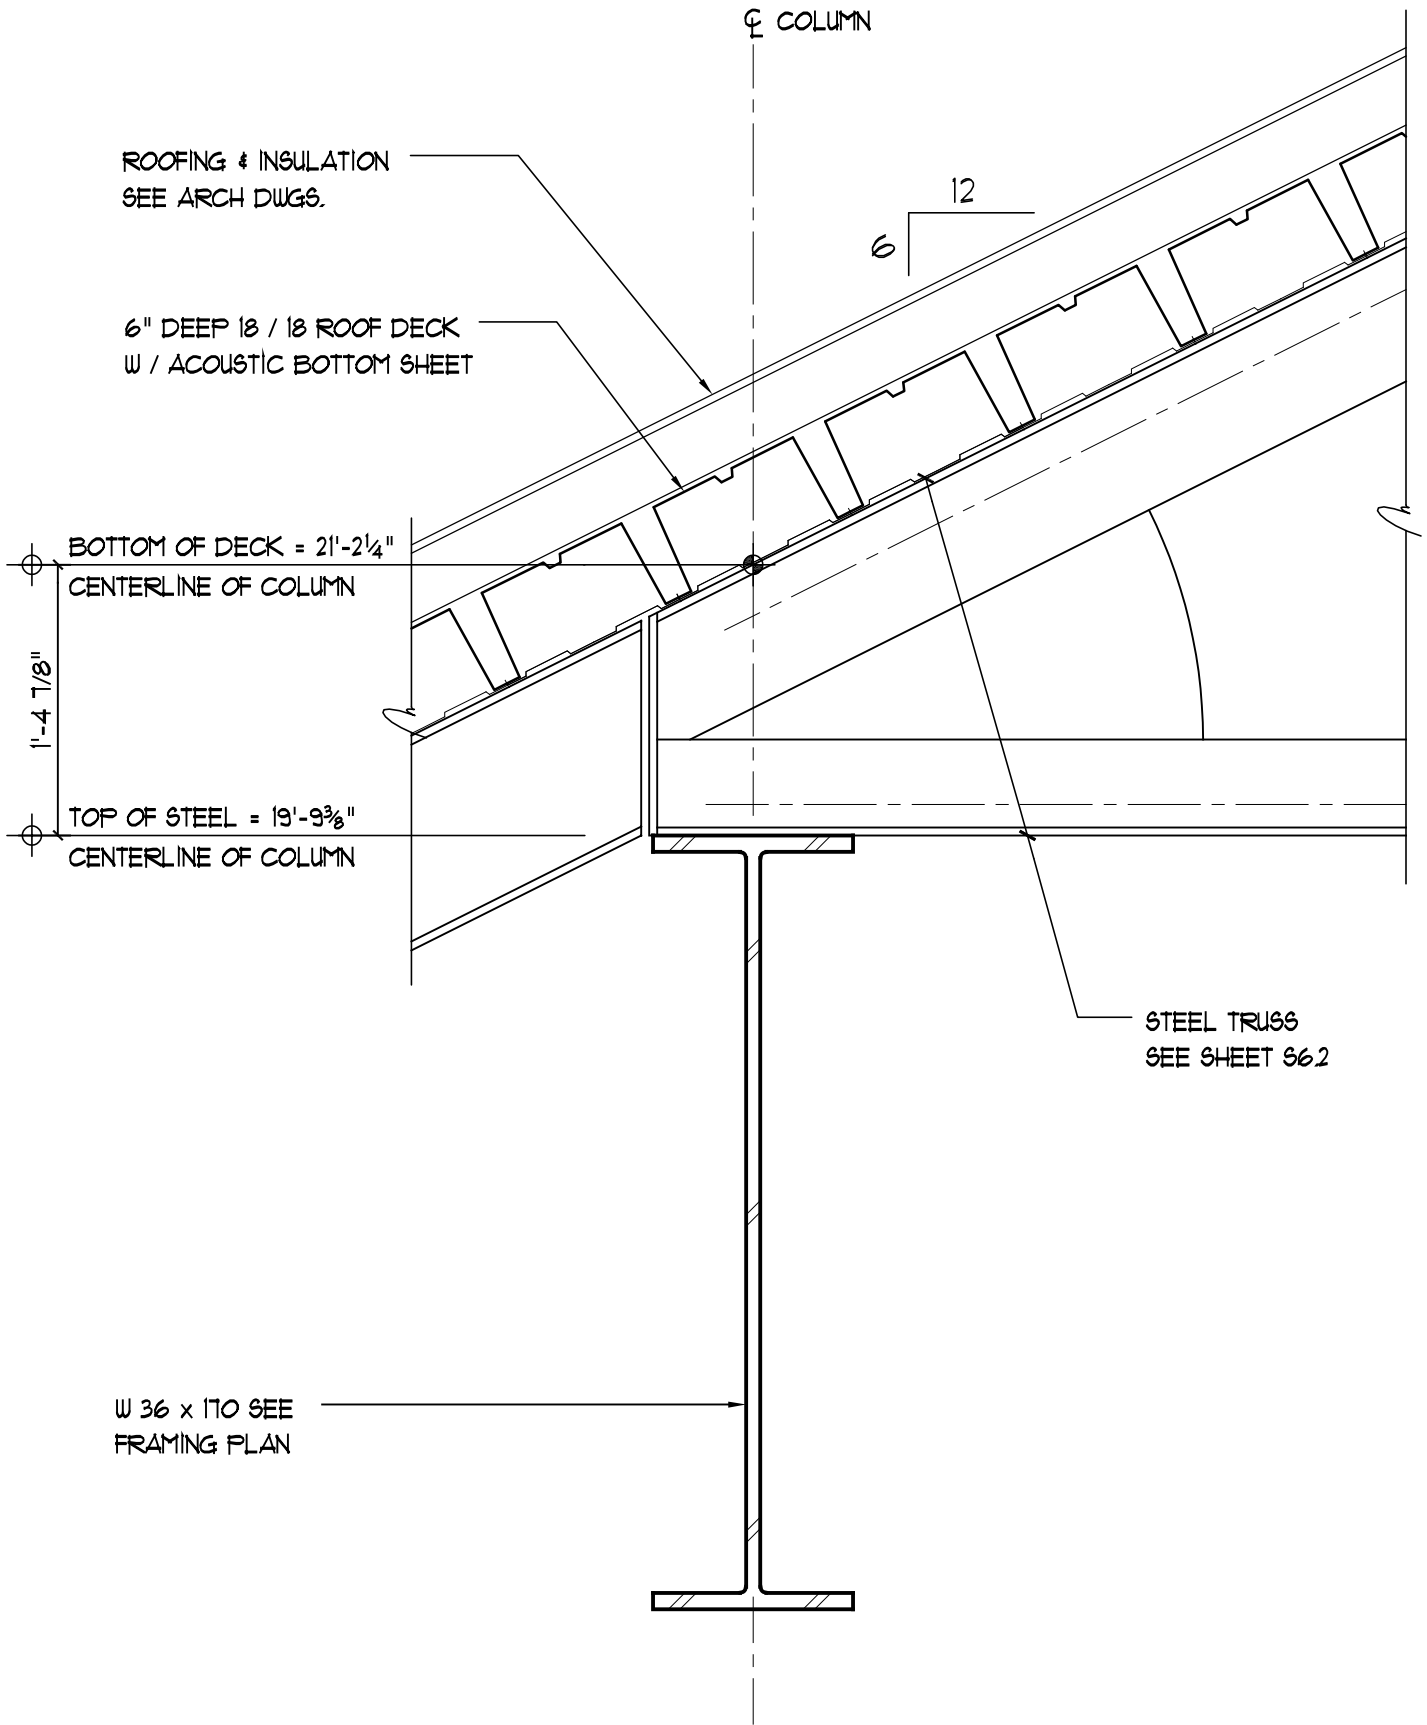 ℄ COLUMN
ROOFING & INSULATION
SEE ARCH DWGS.
12
6
6" DEEP 18 / 18 ROOF DECK
W / ACOUSTIC BOTTOM SHEET
BOTTOM OF DECK = 21'-2¼"
CENTERLINE OF COLUMN
1'-4 7/8"
TOP OF STEEL = 19'-9⅜"
CENTERLINE OF COLUMN
STEEL TRUSS
SEE SHEET S6.2
W 36 x 170 SEE
FRAMING PLAN